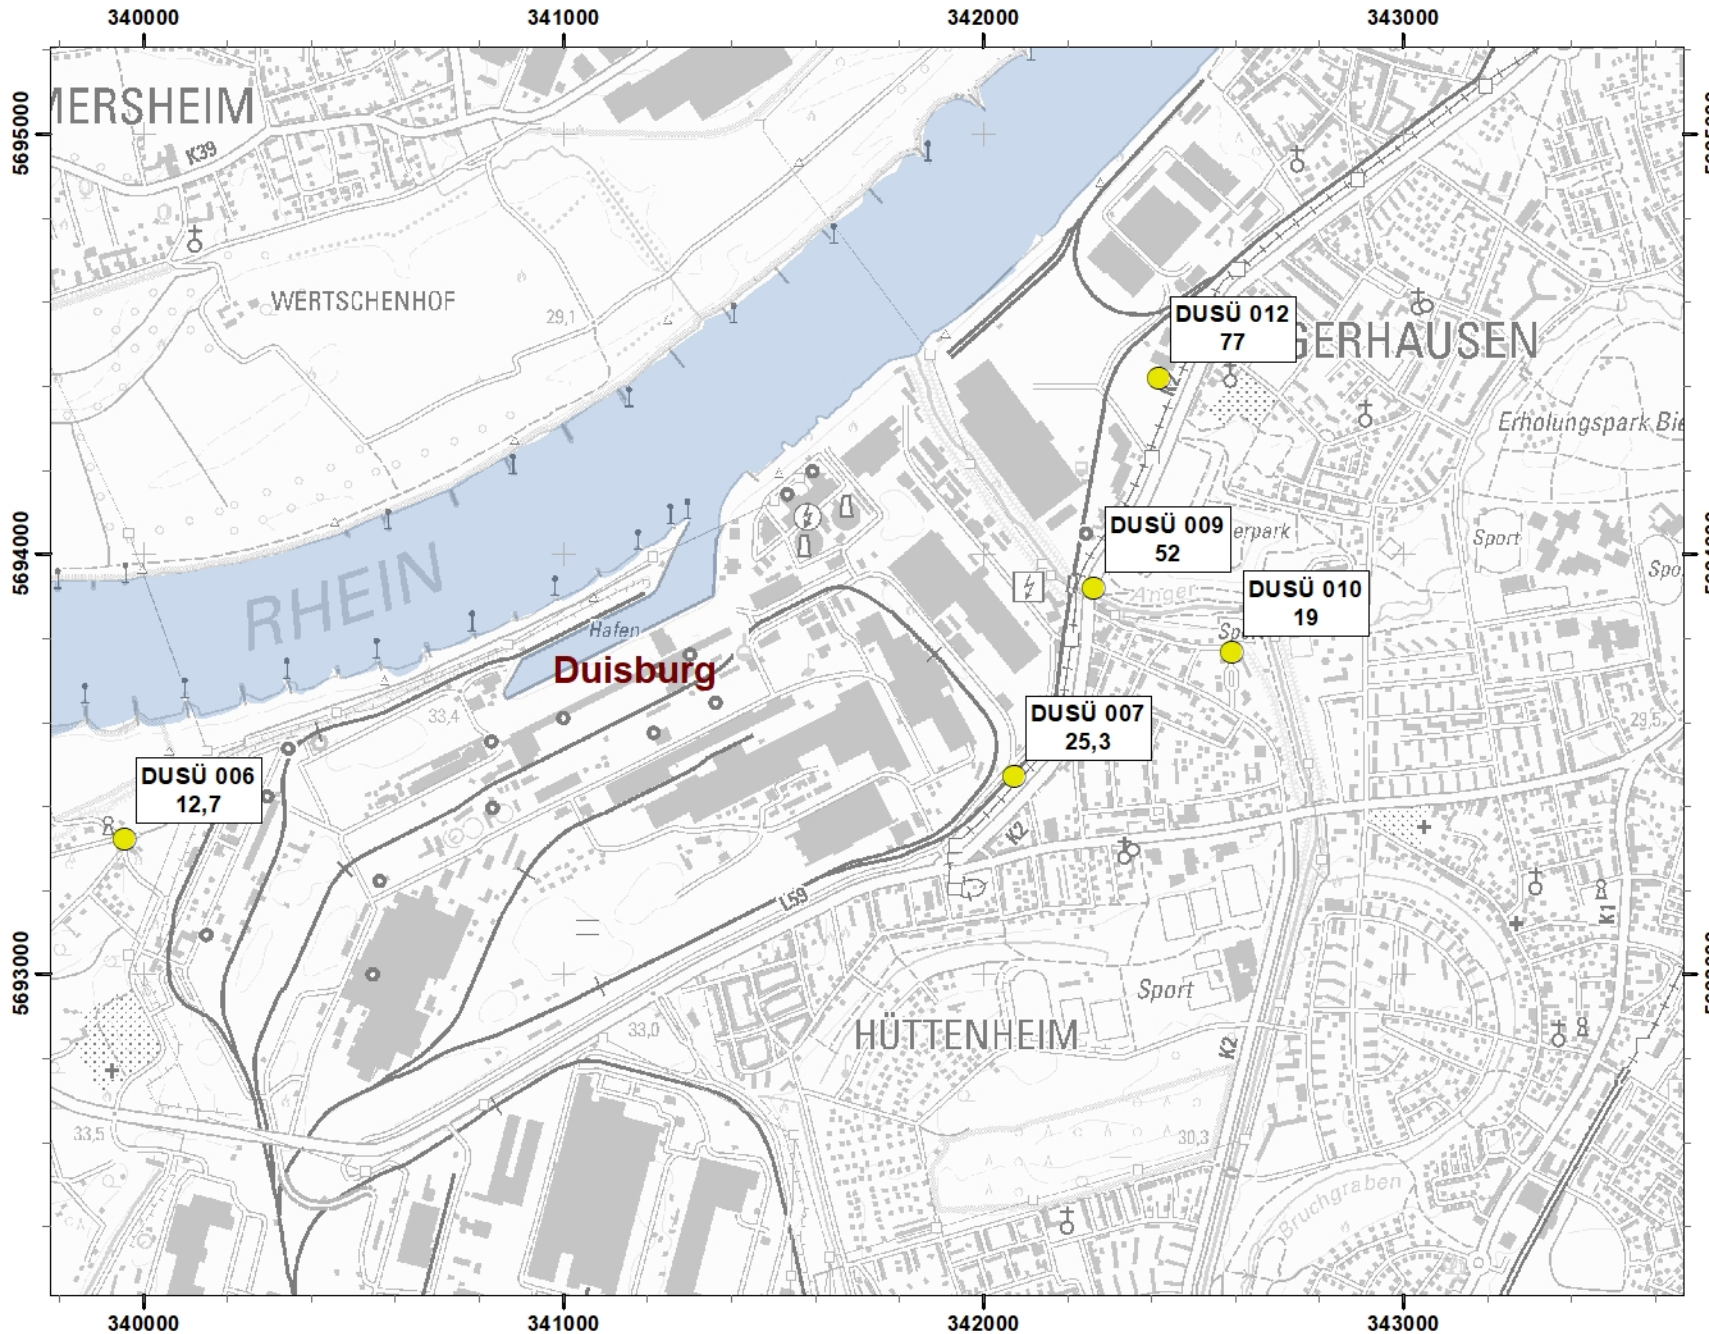 340000
341000
342000
343000
5695000
MERSHEIM
K39
WERTSCHENHOF
29,1
DUSÜ 012
77
GERHAUSEN
Erholungspark Bie
5694000
RHEIN
DUSÜ 009
52
erpark
Sport
Spo
Anger
DUSÜ 010
19
Hafen
Duisburg
33,4
DUSÜ 007
25,3
29,5
DUSÜ 006
12,7
K2
L59
K1
5693000
Sport
33,0
HÜTTENHEIM
K2
33,5
30,3
Bruchgraben
340000
341000
342000
343000